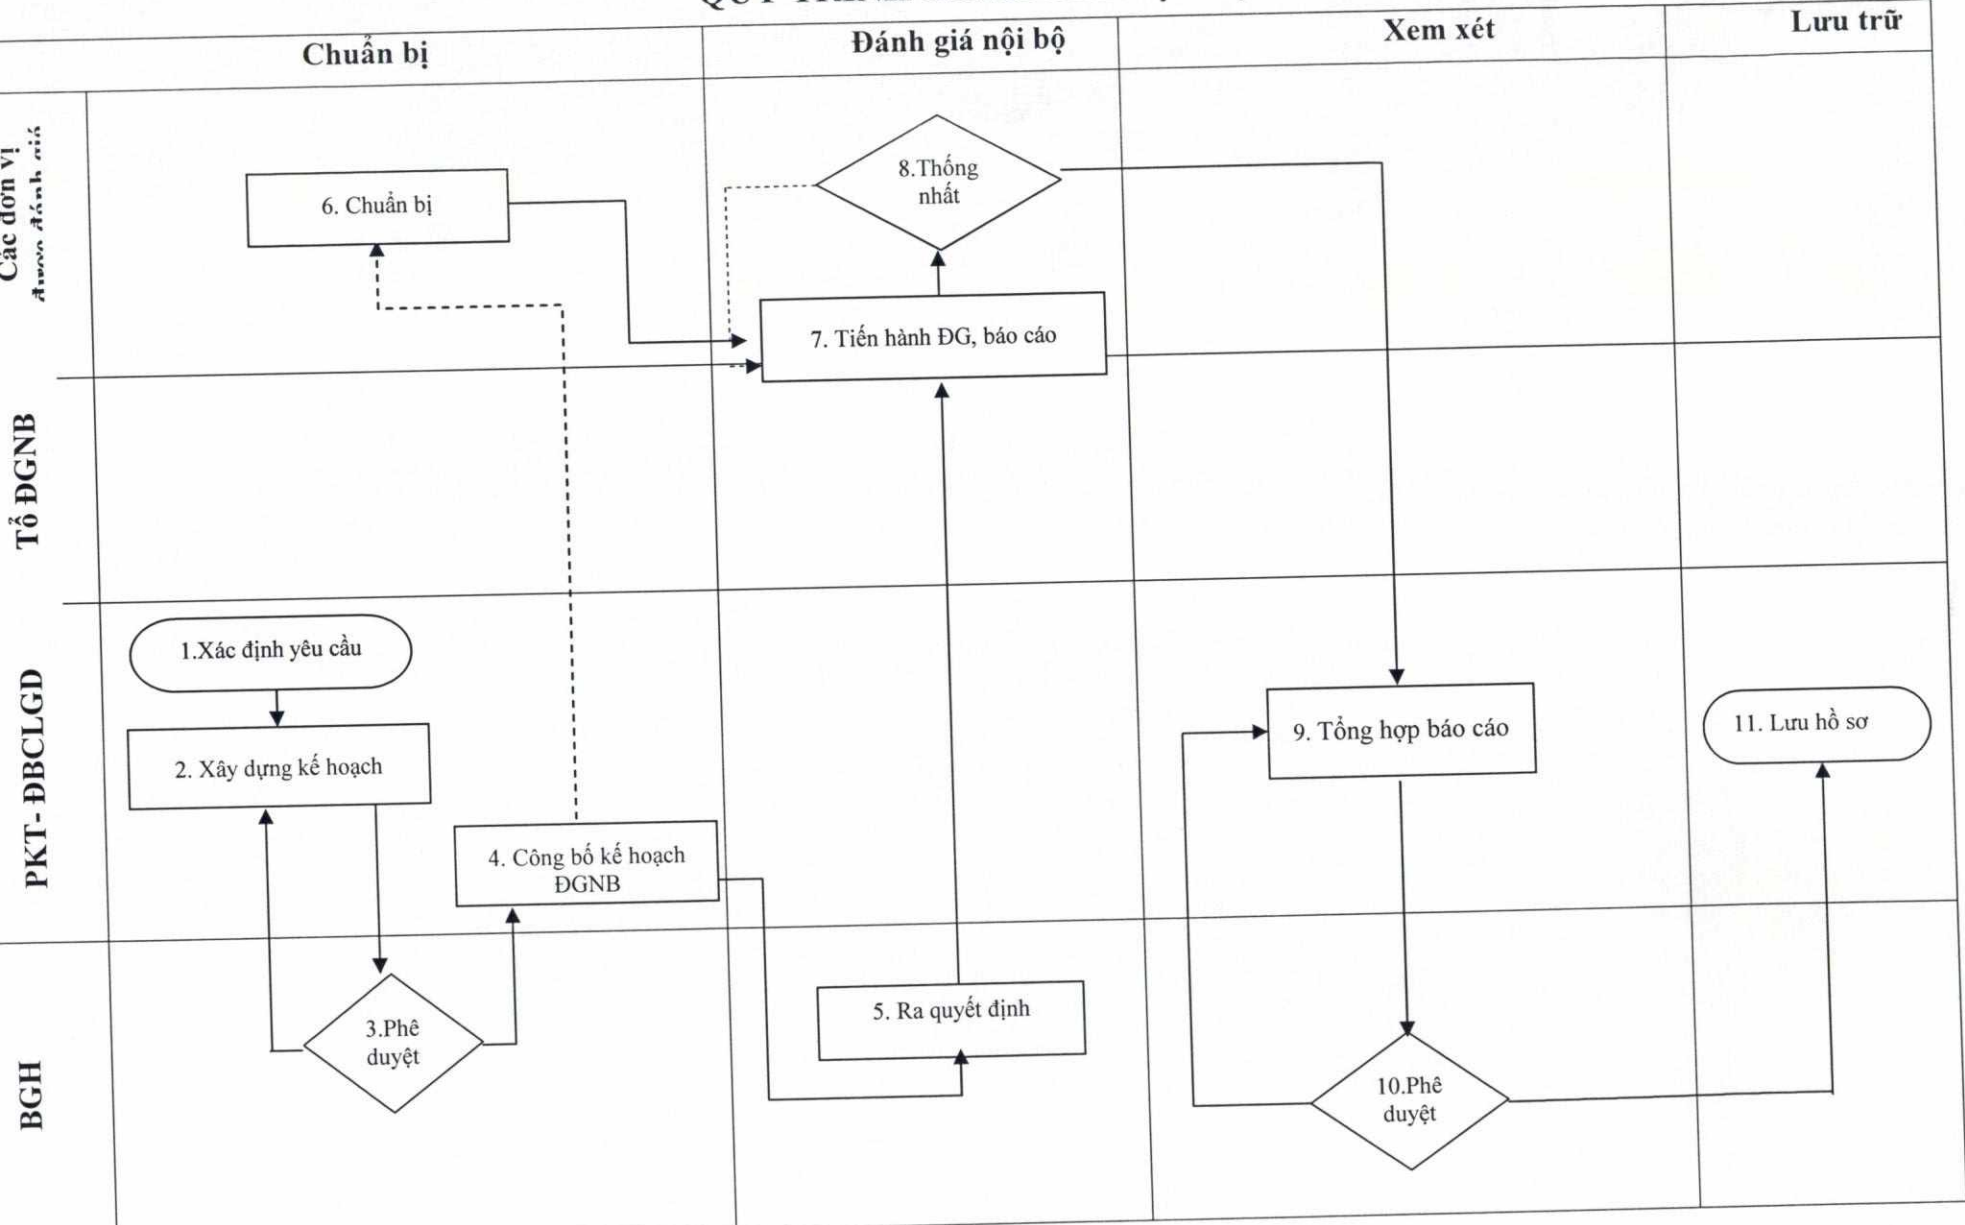 Chuẩn bị
Đánh giá nội bộ
Xem xét
Lưu trữ
Các đơn vị
được đánh giá
6. Chuẩn bị
8.Thống
nhất
7. Tiến hành ĐG, báo cáo
Tổ ĐGNB
PKT- ĐBCLGD
1.Xác định yêu cầu
2. Xây dựng kế hoạch
4. Công bố kế hoạch
ĐGNB
9. Tổng hợp báo cáo
11. Lưu hồ sơ
BGH
3.Phê
duyệt
5. Ra quyết định
10.Phê
duyệt